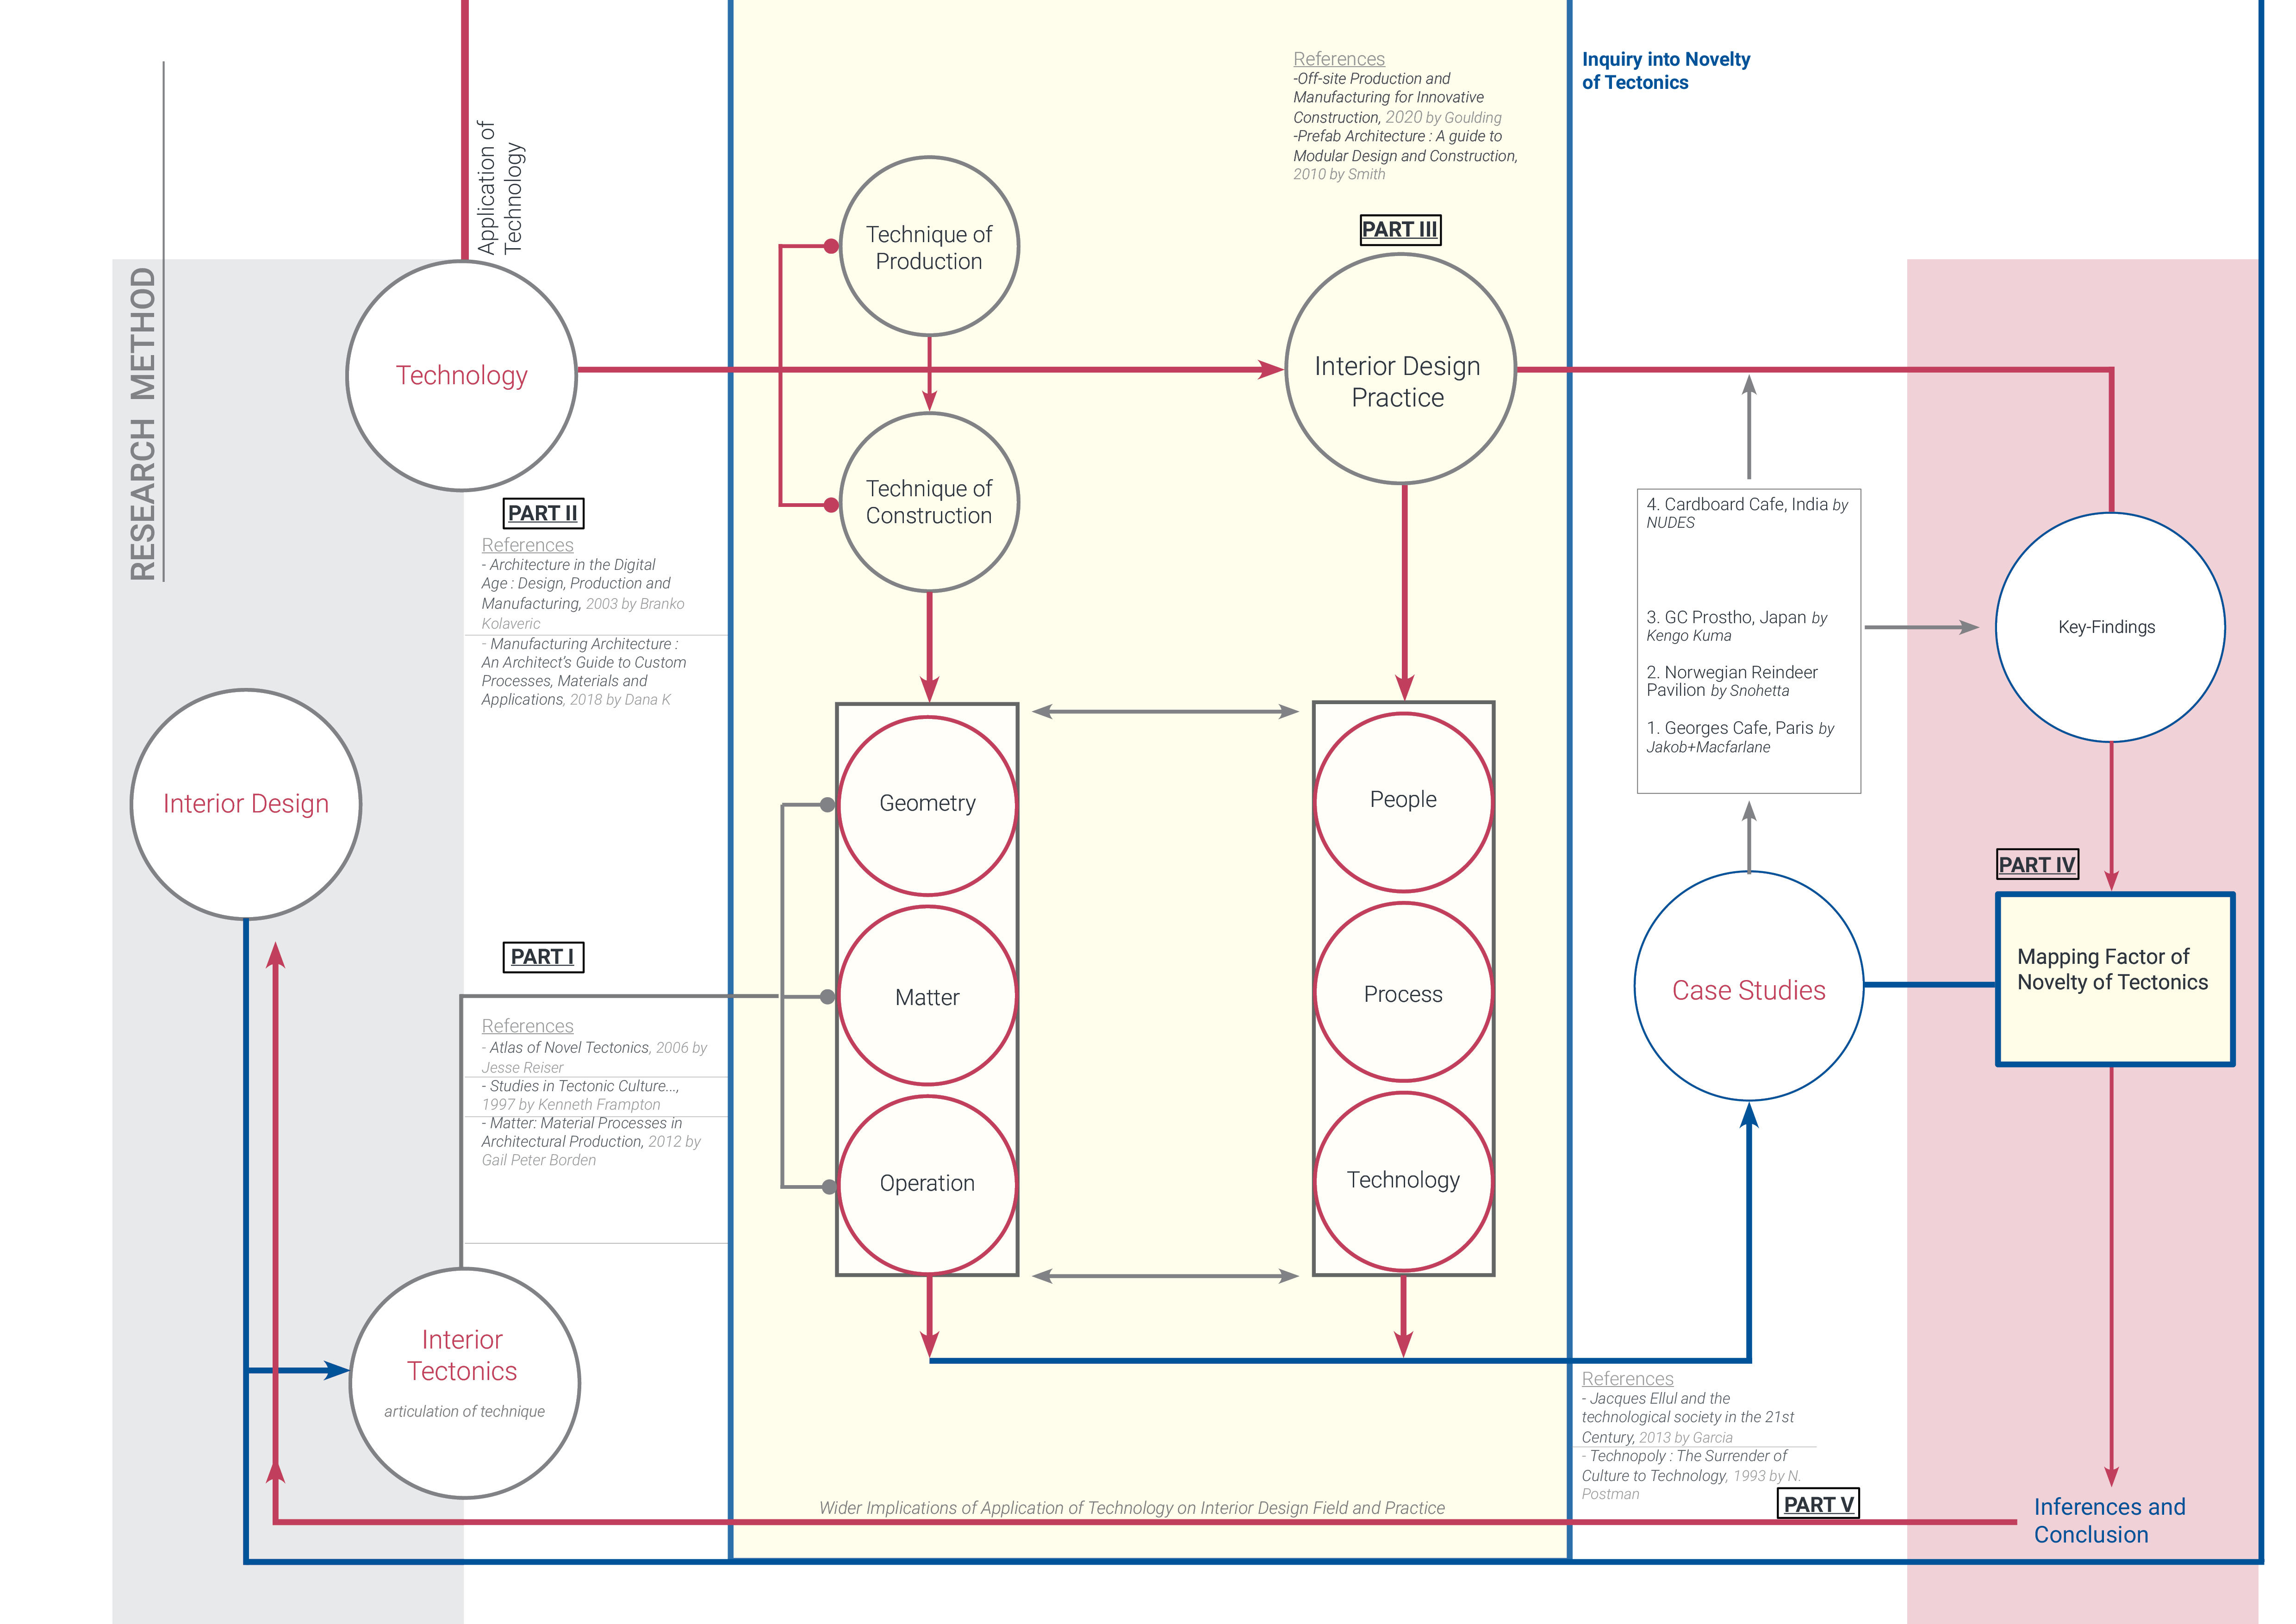 RESEARCH METHOD
Application of
Technology
Technology
PART II
References
- Architecture in the Digital
Age : Design, Production and
Manufacturing, 2003 by Branko
Kolaveric
- Manufacturing Architecture :
An Architect's Guide to Custom
Processes, Materials and
Applications, 2018 by Dana K
Interior Design
PART I
References
- Atlas of Novel Tectonics, 2006 by
Jesse Reiser
- Studies in Tectonic Culture...,
1997 by Kenneth Frampton
- Matter: Material Processes in
Architectural Production, 2012 by
Gail Peter Borden
Interior
Tectonics
articulation of technique
Technique of
Production
Technique of
Construction
Geometry
Matter
Operation
References
-Off-site Production and
Manufacturing for Innovative
Construction, 2020 by Goulding
-Prefab Architecture : A guide to
Modular Design and Construction,
2010 by Smith
PART III
Interior Design
Practice
People
Process
Technology
Wider Implications of Application of Technology on Interior Design Field and Practice
Inquiry into Novelty
of Tectonics
4. Cardboard Cafe, India by
NUDES
3. GC Prostho, Japan by
Kengo Kuma
2. Norwegian Reindeer
Pavilion by Snohetta
1. Georges Cafe, Paris by
Jakob+Macfarlane
Key-Findings
Case Studies
PART IV
Mapping Factor of
Novelty of Tectonics
References
- Jacques Ellul and the
technological society in the 21st
Century, 2013 by Garcia
- Technopoly : The Surrender of
Culture to Technology, 1993 by N.
Postman
PART V
Inferences and
Conclusion